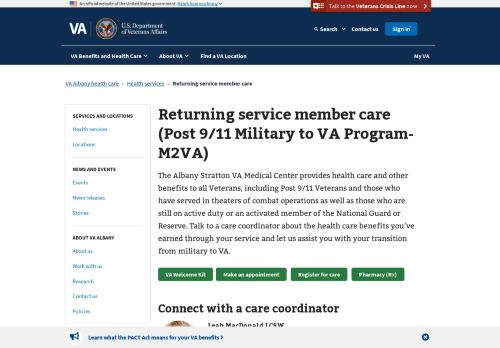 An official website of the United States government. Here's how you know
Talk to the Veterans Crisis Line now
VA
U.S. Department
of Veterans Affairs
Search
Contact us
Sign in
VA Benefits and Health Care
About VA
Find a VA Location
My VA
VA Albany health care › Health services › Returning service member care
SERVICES AND LOCATIONS
Health services
Locations
NEWS AND EVENTS
Events
News releases
Stories
ABOUT VA ALBANY
About us
Work with us
Research
Contact us
Policies
Returning service member care
(Post 9/11 Military to VA Program-
M2VA)
The Albany Stratton VA Medical Center provides health care and other
benefits to all Veterans, including Post 9/11 Veterans and those who
have served in theaters of combat operations as well as those who are
still on active duty or an activated member of the National Guard or
Reserve. Talk to a care coordinator about the health care benefits you've
earned through your service and let us assist you with your transition
from military to VA.
VA Welcome Kit
Make an appointment
Register for care
Pharmacy (Rx)
Connect with a care coordinator
Leah MacDonald LCSW
Learn what the PACT Act means for your VA benefits